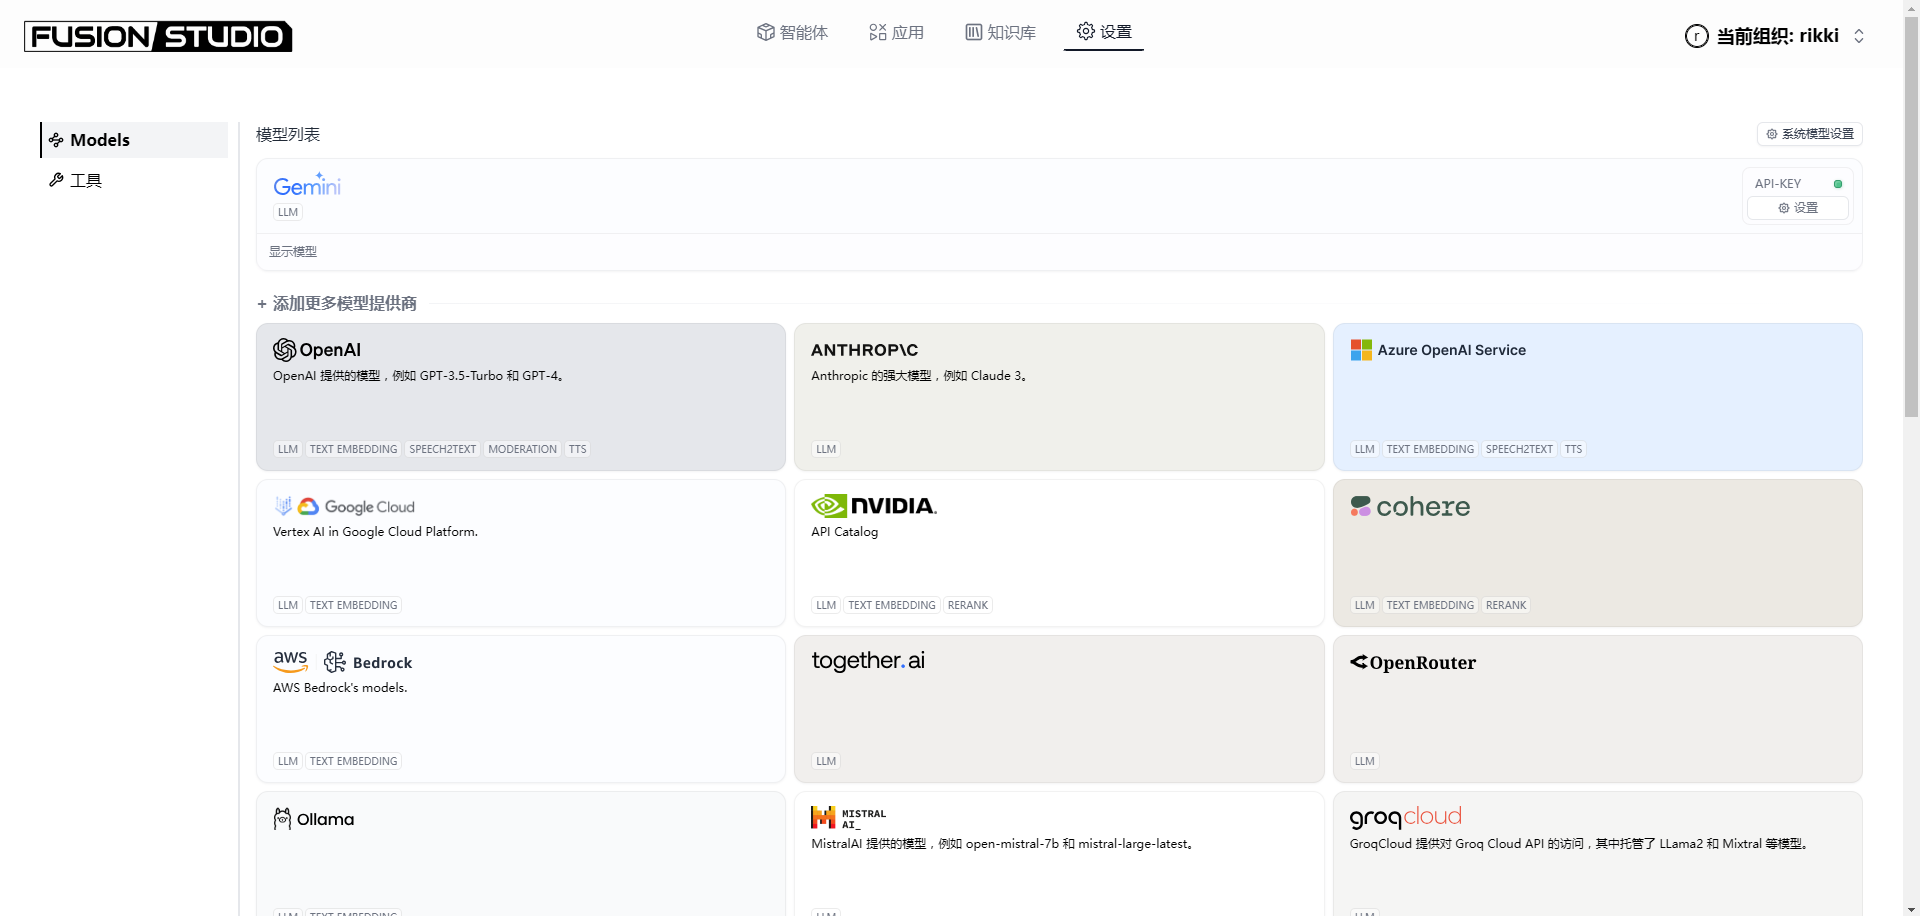 FUSION STUDIO
智能体
应用
知识库
设置
r 当前组织: rikki
Models
工具
模型列表
系统模型设置
Gemini
LLM
API-KEY
设置
显示模型
+ 添加更多模型提供商
OpenAI
OpenAI 提供的模型，例如 GPT-3.5-Turbo 和 GPT-4。
LLM TEXT EMBEDDING SPEECH2TEXT MODERATION TTS
ANTHROP\C
Anthropic 的强大模型，例如 Claude 3。
LLM
Azure OpenAI Service
LLM TEXT EMBEDDING SPEECH2TEXT TTS
Google Cloud
Vertex AI in Google Cloud Platform.
LLM TEXT EMBEDDING
NVIDIA.
API Catalog
LLM TEXT EMBEDDING RERANK
cohere
LLM TEXT EMBEDDING RERANK
aws Bedrock
AWS Bedrock's models.
LLM TEXT EMBEDDING
together.ai
LLM
OpenRouter
LLM
Ollama
LLM TEXT EMBEDDING
MISTRAL
AI_
MistralAI 提供的模型，例如 open-mistral-7b 和 mistral-large-latest。
LLM
groqcloud
GroqCloud 提供对 Groq Cloud API 的访问，其中托管了 LLama2 和 Mixtral 等模型。
LLM